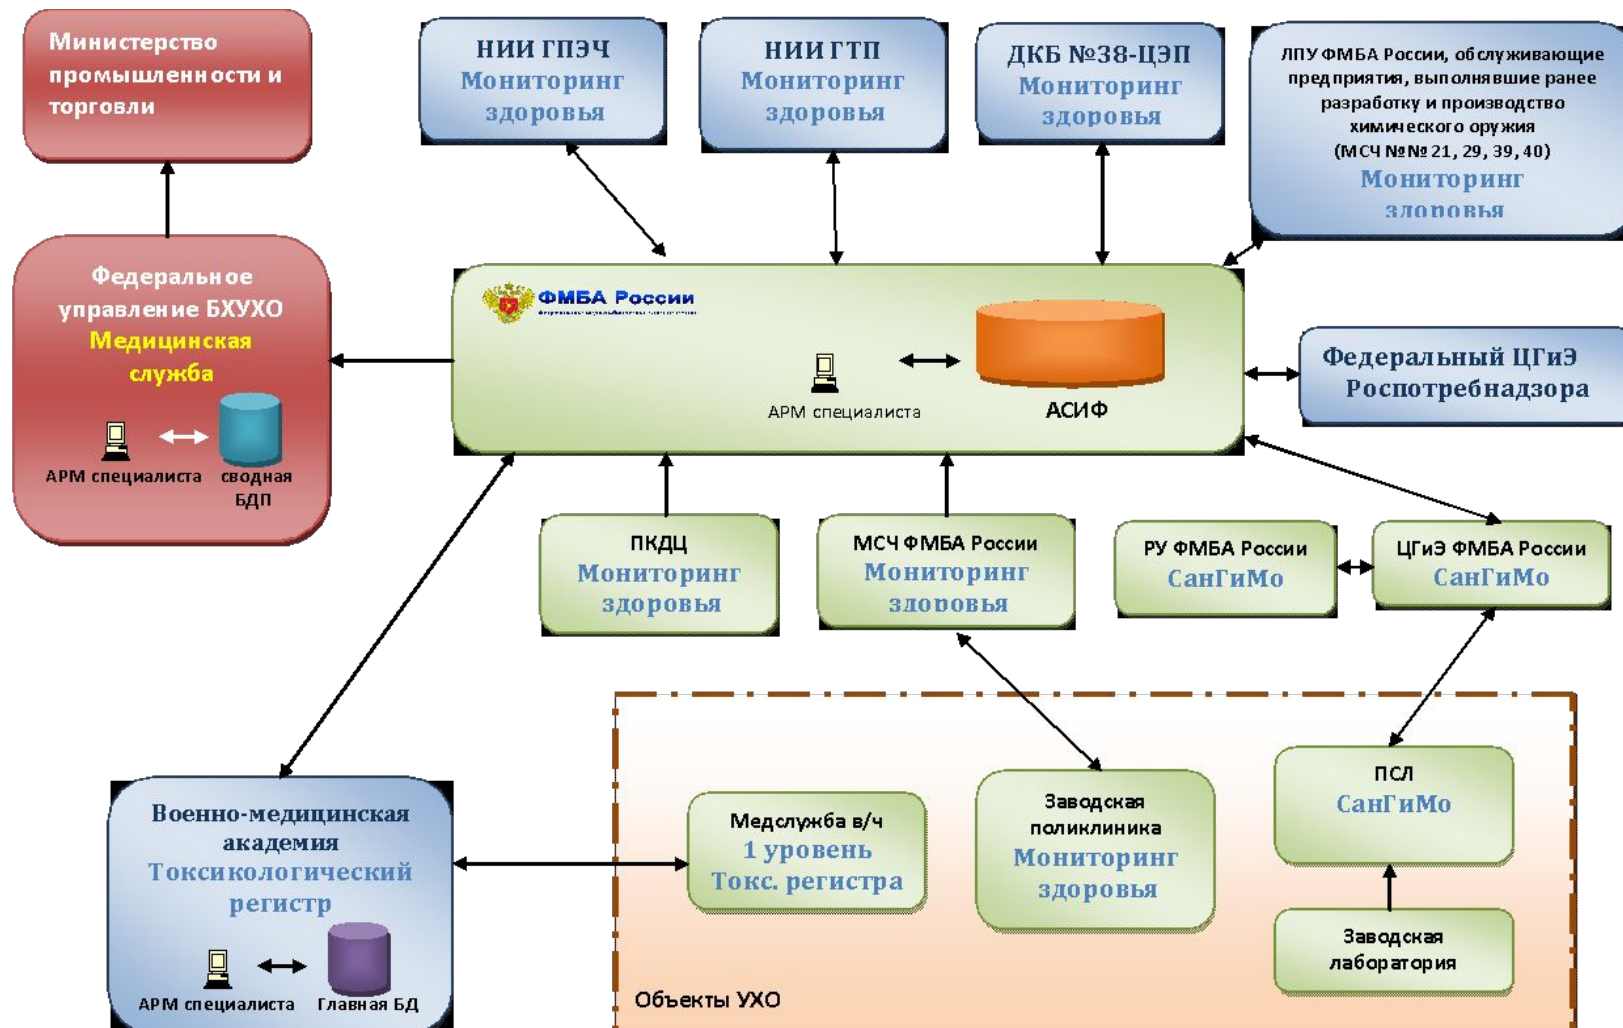 Министерство
промышленности и
торговли
НИИ ГПЭЧ
Мониторинг
здоровья
НИИ ГТП
Мониторинг
здоровья
ДКБ №38-ЦЭП
Мониторинг
здоровья
ЛПУ ФМБА России, обслуживающие
предприятия, выполнявшие ранее
разработку и производство
химического оружия
(МСЧ №№ 21, 29, 39, 40)
Мониторинг
здоровья
Федеральное
управление БХУХО
Медицинская
служба
АРМ специалиста
сводная
БДП
ФМБА России
АРМ специалиста
АСИФ
Федеральный ЦГиЭ
Роспотребнадзора
ПКДЦ
Мониторинг
здоровья
МСЧ ФМБА России
Мониторинг
здоровья
РУ ФМБА России
СанГиМо
ЦГиЭ ФМБА России
СанГиМо
Военно-медицинская
академия
Токсикологический
регистр
АРМ специалиста
Главная БД
Медслужба в/ч
1 уровень
Токс. регистра
Заводская
поликлиника
Мониторинг
здоровья
ПСЛ
СанГиМо
Заводская
лаборатория
Объекты УХО